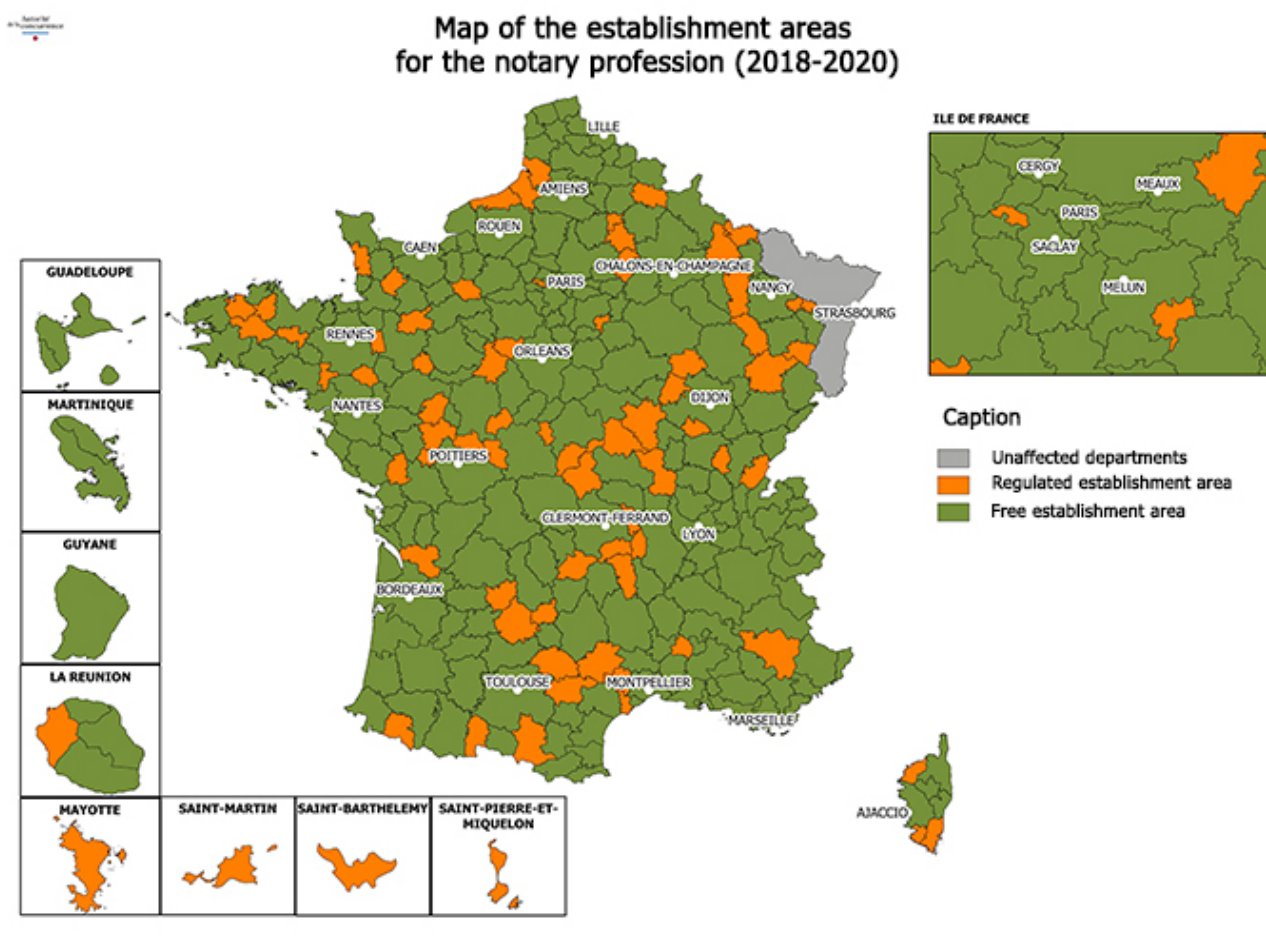 Map of the establishment areas
for the notary profession (2018-2020)
ILE DE FRANCE
CERGY
MEAUX
PARIS
SACLAY
MELUN
LILLE
AMIENS
ROUEN
CAEN
CHALONS-EN-CHAMPAGNE
PARIS
NANCY
STRASBOURG
RENNES
ORLEANS
NANTES
DIJON
POITIERS
CLERMONT-FERRAND
LYON
BORDEAUX
TOULOUSE
MONTPELLIER
MARSEILLE
AJACCIO
GUADELOUPE
MARTINIQUE
GUYANE
LA REUNION
MAYOTTE
SAINT-MARTIN
SAINT-BARTHELEMY
SAINT-PIERRE-ET-
MIQUELON
Caption
Unaffected departments
Regulated establishment area
Free establishment area